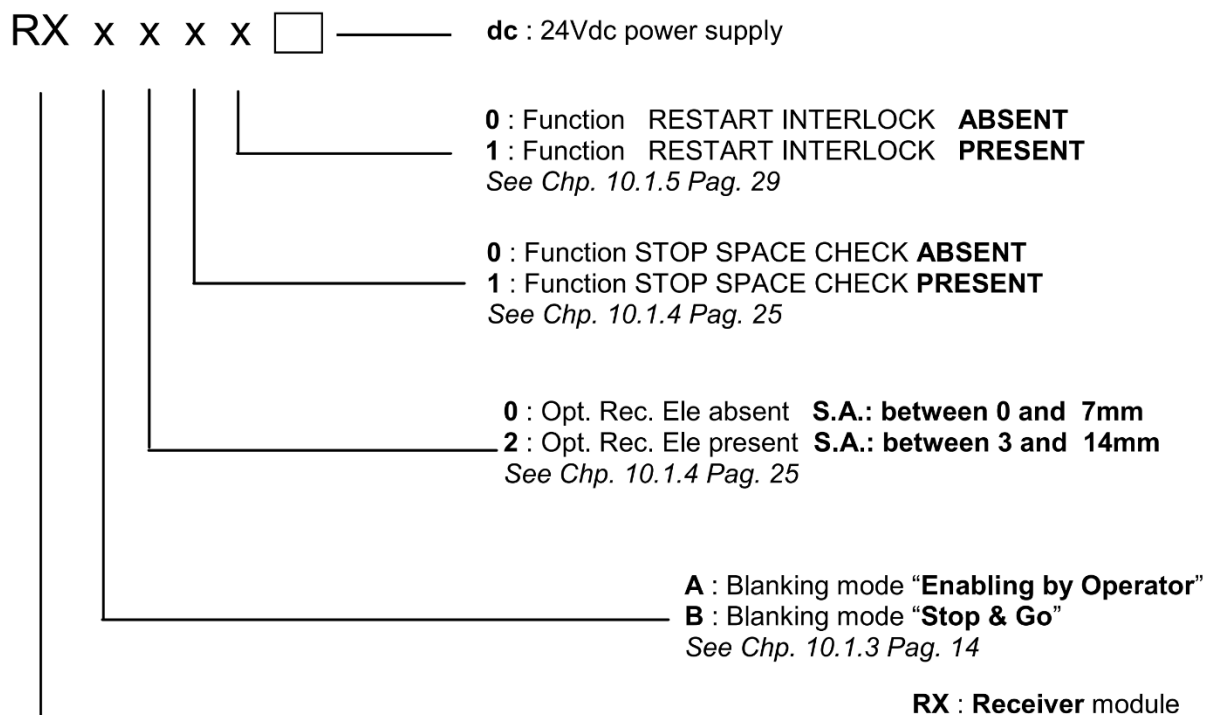 RX x x x x
dc : 24Vdc power supply
0 : Function RESTART INTERLOCK ABSENT
1 : Function RESTART INTERLOCK PRESENT
See Chp. 10.1.5 Pag. 29
0 : Function STOP SPACE CHECK ABSENT
1 : Function STOP SPACE CHECK PRESENT
See Chp. 10.1.4 Pag. 25
0 : Opt. Rec. Ele absent S.A.: between 0 and 7mm
2 : Opt. Rec. Ele present S.A.: between 3 and 14mm
See Chp. 10.1.4 Pag. 25
A : Blanking mode “Enabling by Operator”
B : Blanking mode “Stop & Go”
See Chp. 10.1.3 Pag. 14
RX : Receiver module